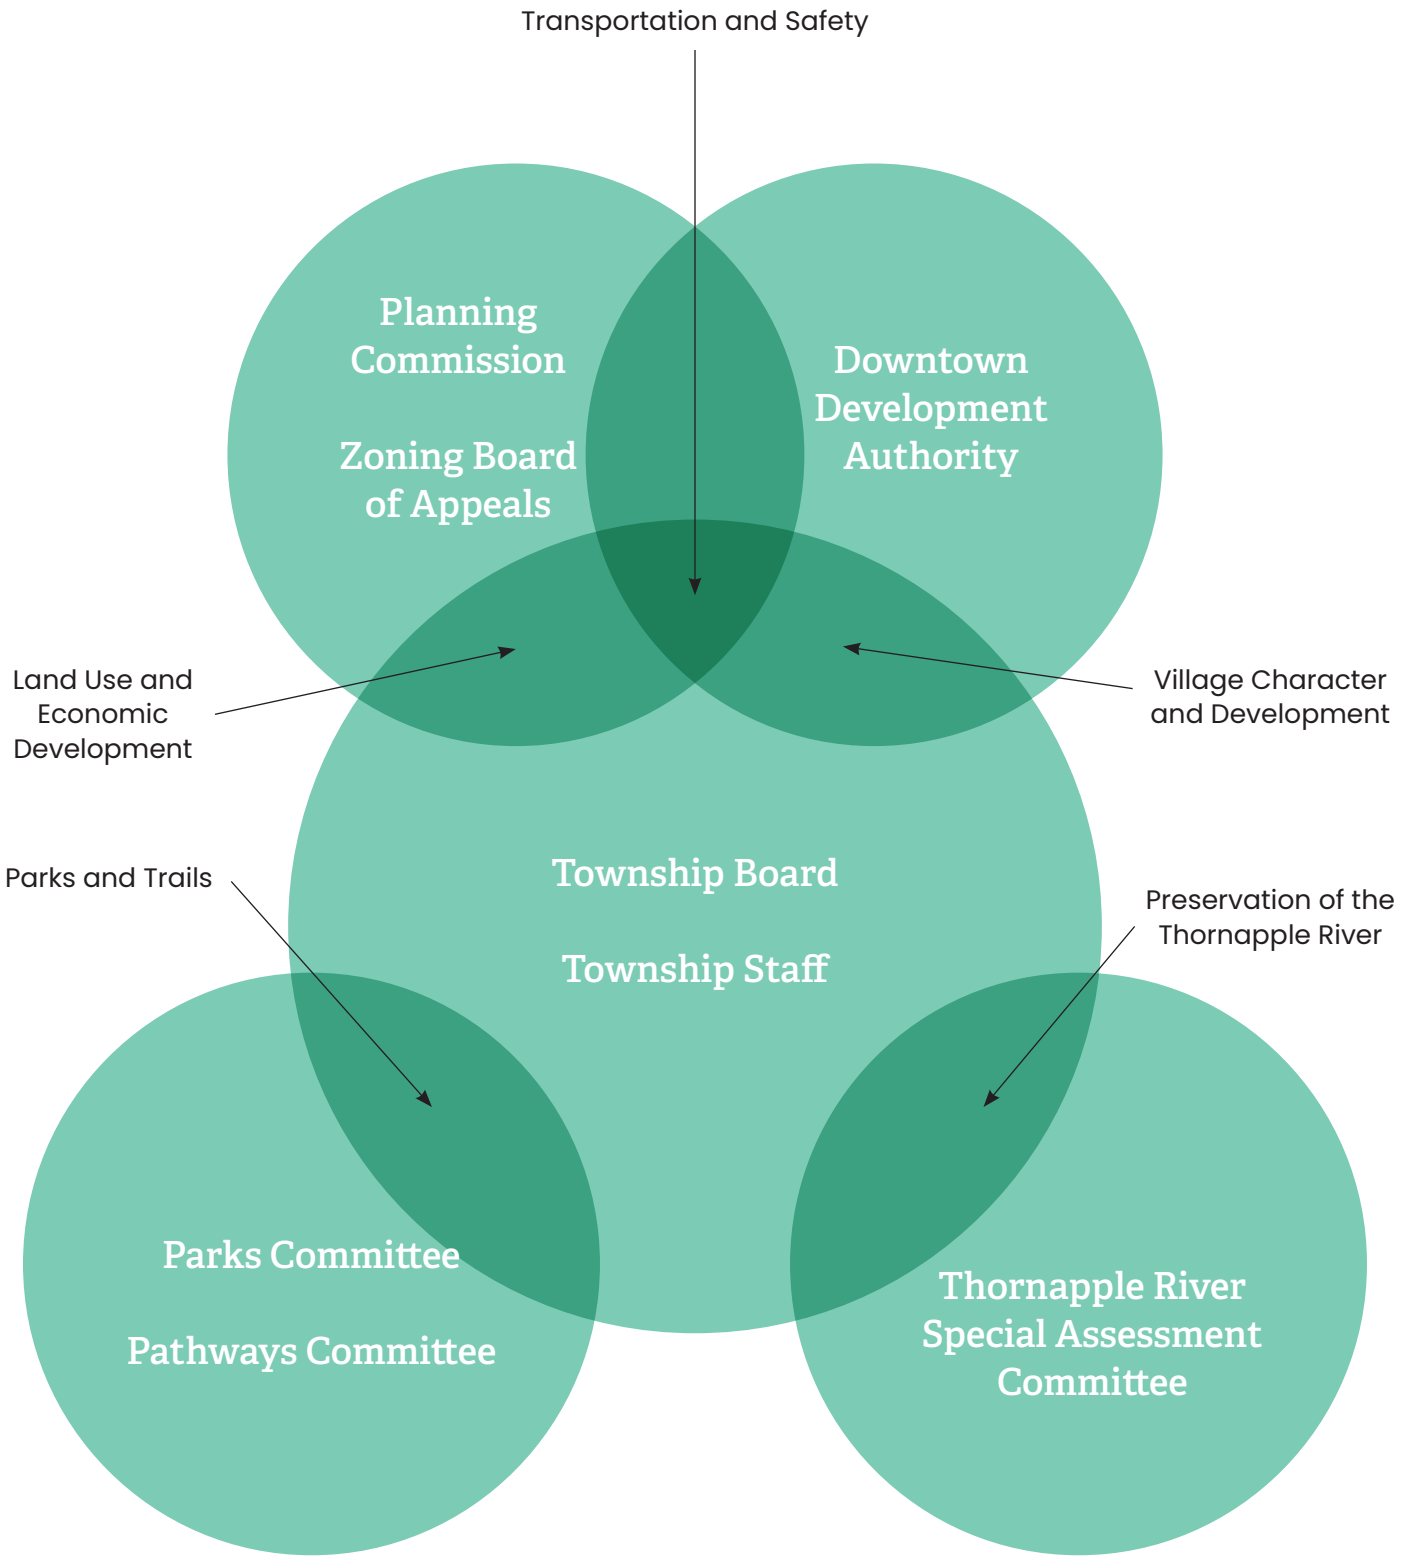 Transportation and Safety
Planning
Commission
Zoning Board
of Appeals
Downtown
Development
Authority
Land Use and
Economic
Development
Village Character
and Development
Township Board
Township Staff
Parks and Trails
Preservation of the
Thornapple River
Parks Committee
Pathways Committee
Thornapple River
Special Assessment
Committee